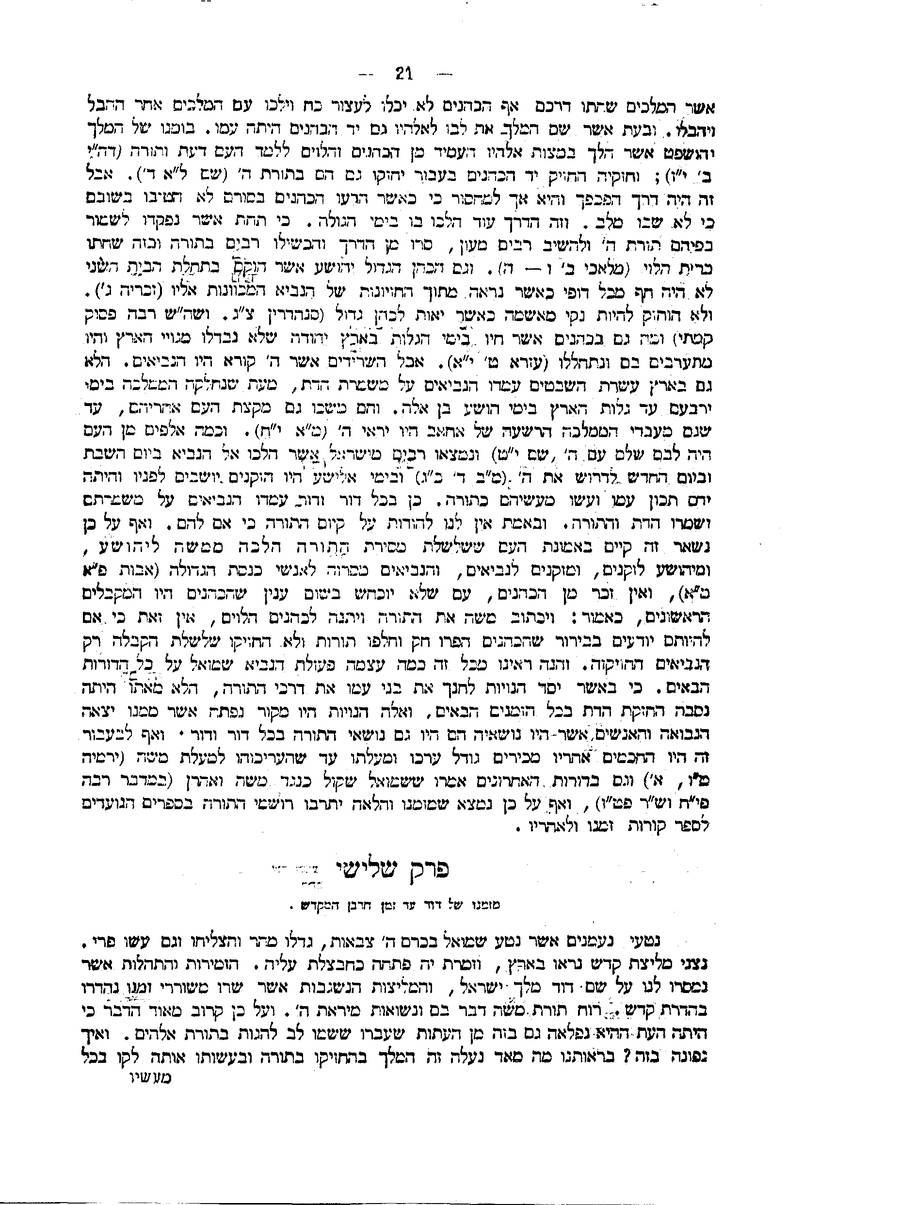 — 21 —
אשר המלכים שחתו דרכם אף הכהנים לא יכלו לעצור כח וילכו עם המלכים אחר ההבל
ויהבלו. ובעת אשר שם המלך את לבו לאלהיו גם יד הכהנים היתה עמו. בזמנו של המלך
יהושפט אשר הלך במצות אלהיו העמיד מן הכהנים והלוים ללמד העם דעת ותורה (דה"י
ב' י"ז); וחזקיה החזיק יד הכהנים בעבור יחזקו גם הם בתורת ה' (שם ל"א ד'). אבל
זה היה דרך הפכפך והיא אך למחסור כי כאשר הרעו הכהנים בסורם לא הטיבו בשובם
כי לא שבו מלב. וזה הדרך עוד הלכו בו בימי הגולה. כי תחת אשר נפקדו לשמור
בפיהם תורת ה' ולהשיב רבים מעון, סרו מן הדרך והכשילו רבים בתורה ובזה שחתו
ברית הלוי (מלאכי ב' ו — ח). וגם הכהן הגדול יהושע אשר הוקם בתחלת הבית השני
לא היה חף מכל דופי כאשר נראה מתוך החזיונות של הנביא המכוונות אליו (זכריה ג').
ולא הוחזק להיות נקי מאשמה כאשר יאות לכהן גדול (סנהדרין צ"ג. ושה"ש רבה פסוק
קמתי) ומה גם בכהנים אשר חיו בימי הגלות בארץ יהודה שלא נבדלו מגויי הארץ והיו
מתערבים בם ונתחללו (עזרא ט' י"א). אבל השרידים אשר ה' קורא היו הנביאים. הלא
גם בארץ עשרת השבטים עמדו הנביאים על משמרת הדת, מעת שנחלקה הממלכה בימי
ירבעם עד גלות הארץ בימי הושע בן אלה. והם משכו גם מקצת העם אחריהם, עד
שגם מעבדי הממלכה הרשעה של אחאב היו יראי ה' (מ"א י"ח). וכמה אלפים מן העם
היה לבם שלם עם ה' (שם י"ט) ונמצאו רבים מישראל אשר הלכו אל הנביא ביום השבת
וביום החדש לדרוש את ה' (מ"ב ד' כ"ג) ובימי אלישע היו הזקנים יושבים לפניו והיתה
ידם תכון עמו ועשו מעשיהם כתורה. כן בכל דור ודור עמדו הנביאים על משמרתם
ושמרו הדת והתורה. ובאמת אין לנו להודות על קיום התורה כי אם להם. ואף על כן
נשאר זה קיים באמונת העם ששלשלת מסירת התורה הלכה ממשה ליהושע,
ומיהושע לזקנים, ומזקנים לנביאים, והנביאים מסרוה לאנשי כנסת הגדולה (אבות פ"א
מ"א), ואין זכר מן הכהנים, עם שלא יוכחש בשום ענין שהכהנים היו המקבלים
הראשונים, כאמור: ויכתוב משה את התורה ויתנה לכהנים הלוים, אין זאת כי אם
להיותם יודעים בבירור שהכהנים הפרו חק וחלפו תורות ולא החזיקו שלשלת הקבלה רק
הנביאים החזיקוה. והנה ראינו מכל זה כמה עצמה פעולת הנביא שמואל על כל הדורות
הבאים. כי באשר יסד הנויות לחנך את בני עמו את דרכי התורה, הלא מאתו היתה
נסבה החזקת הדת בכל הזמנים הבאים, ואלה הנויות היו מקור נפתח אשר ממנו יצאה
הנבואה והאנשים אשר היו נושאיה הם היו גם נושאי התורה בכל דור ודור. ואף לבעבור
זה היו החכמים אחריו מכירים גודל ערכו ומעלתו עד שהעריכוהו למעלת משה (ירמיה
ט"ו, א') וגם בדורות האחרונים אמרו ששמואל שקול כנגד משה ואהרן (במדבר רבה
פי"ח וש"ר פט"ז), ואף על כן נמצא שמזמנו והלאה יתרבו רושמי התורה בספרים הנועדים
לספר קורות זמנו ולאחריו.
פרק שלישי
מזמנו של דוד עד זמן חרבן המקדש.
נטעי נעמנים אשר נטע שמואל בכרם ה' צבאות, גדלו מהר והצליחו וגם עשו פרי.
נצני מליצת קדש נראו בארץ, וזמרת יה פתחה כחבצלת עליה. הזמירות והתהלות אשר
נמסרו לנו על שם דוד מלך ישראל, והמליצות הנשגבות אשר שרו משוררי זמנו נהדרו
בהדרת קדש. רוח תורת משה דבר בם ונשואות מיראת ה'. ועל כן קרוב מאוד הדבר כי
היתה העת ההיא נפלאה גם בזה מן העתות שעברו ששמו לב להגות בתורת אלהים. ואיך
נפונה בזה? בראותנו מה מאד נעלה זה המלך בהחזיקו בתורה ובעשותו אותה לקו בכל
מעשיו